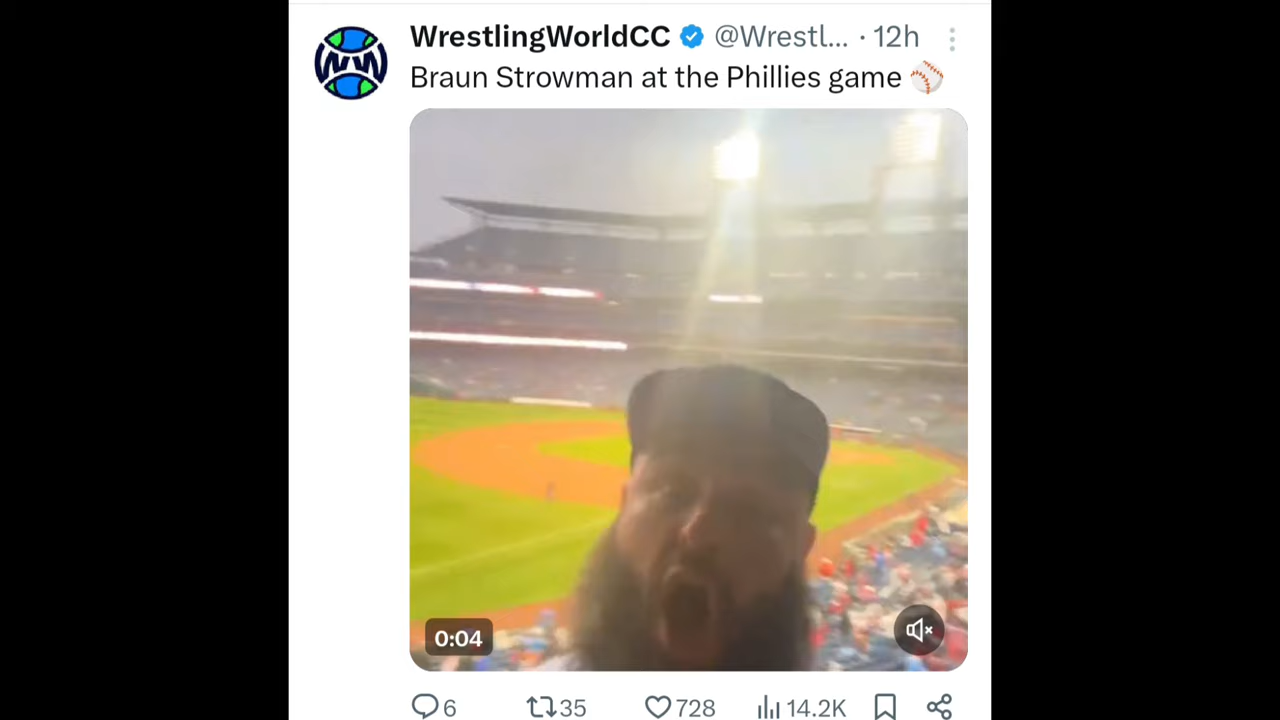 WrestlingWorldCC @Wrestl... · 12h
Braun Strowman at the Phillies game
0:04
6 35 728 14.2K